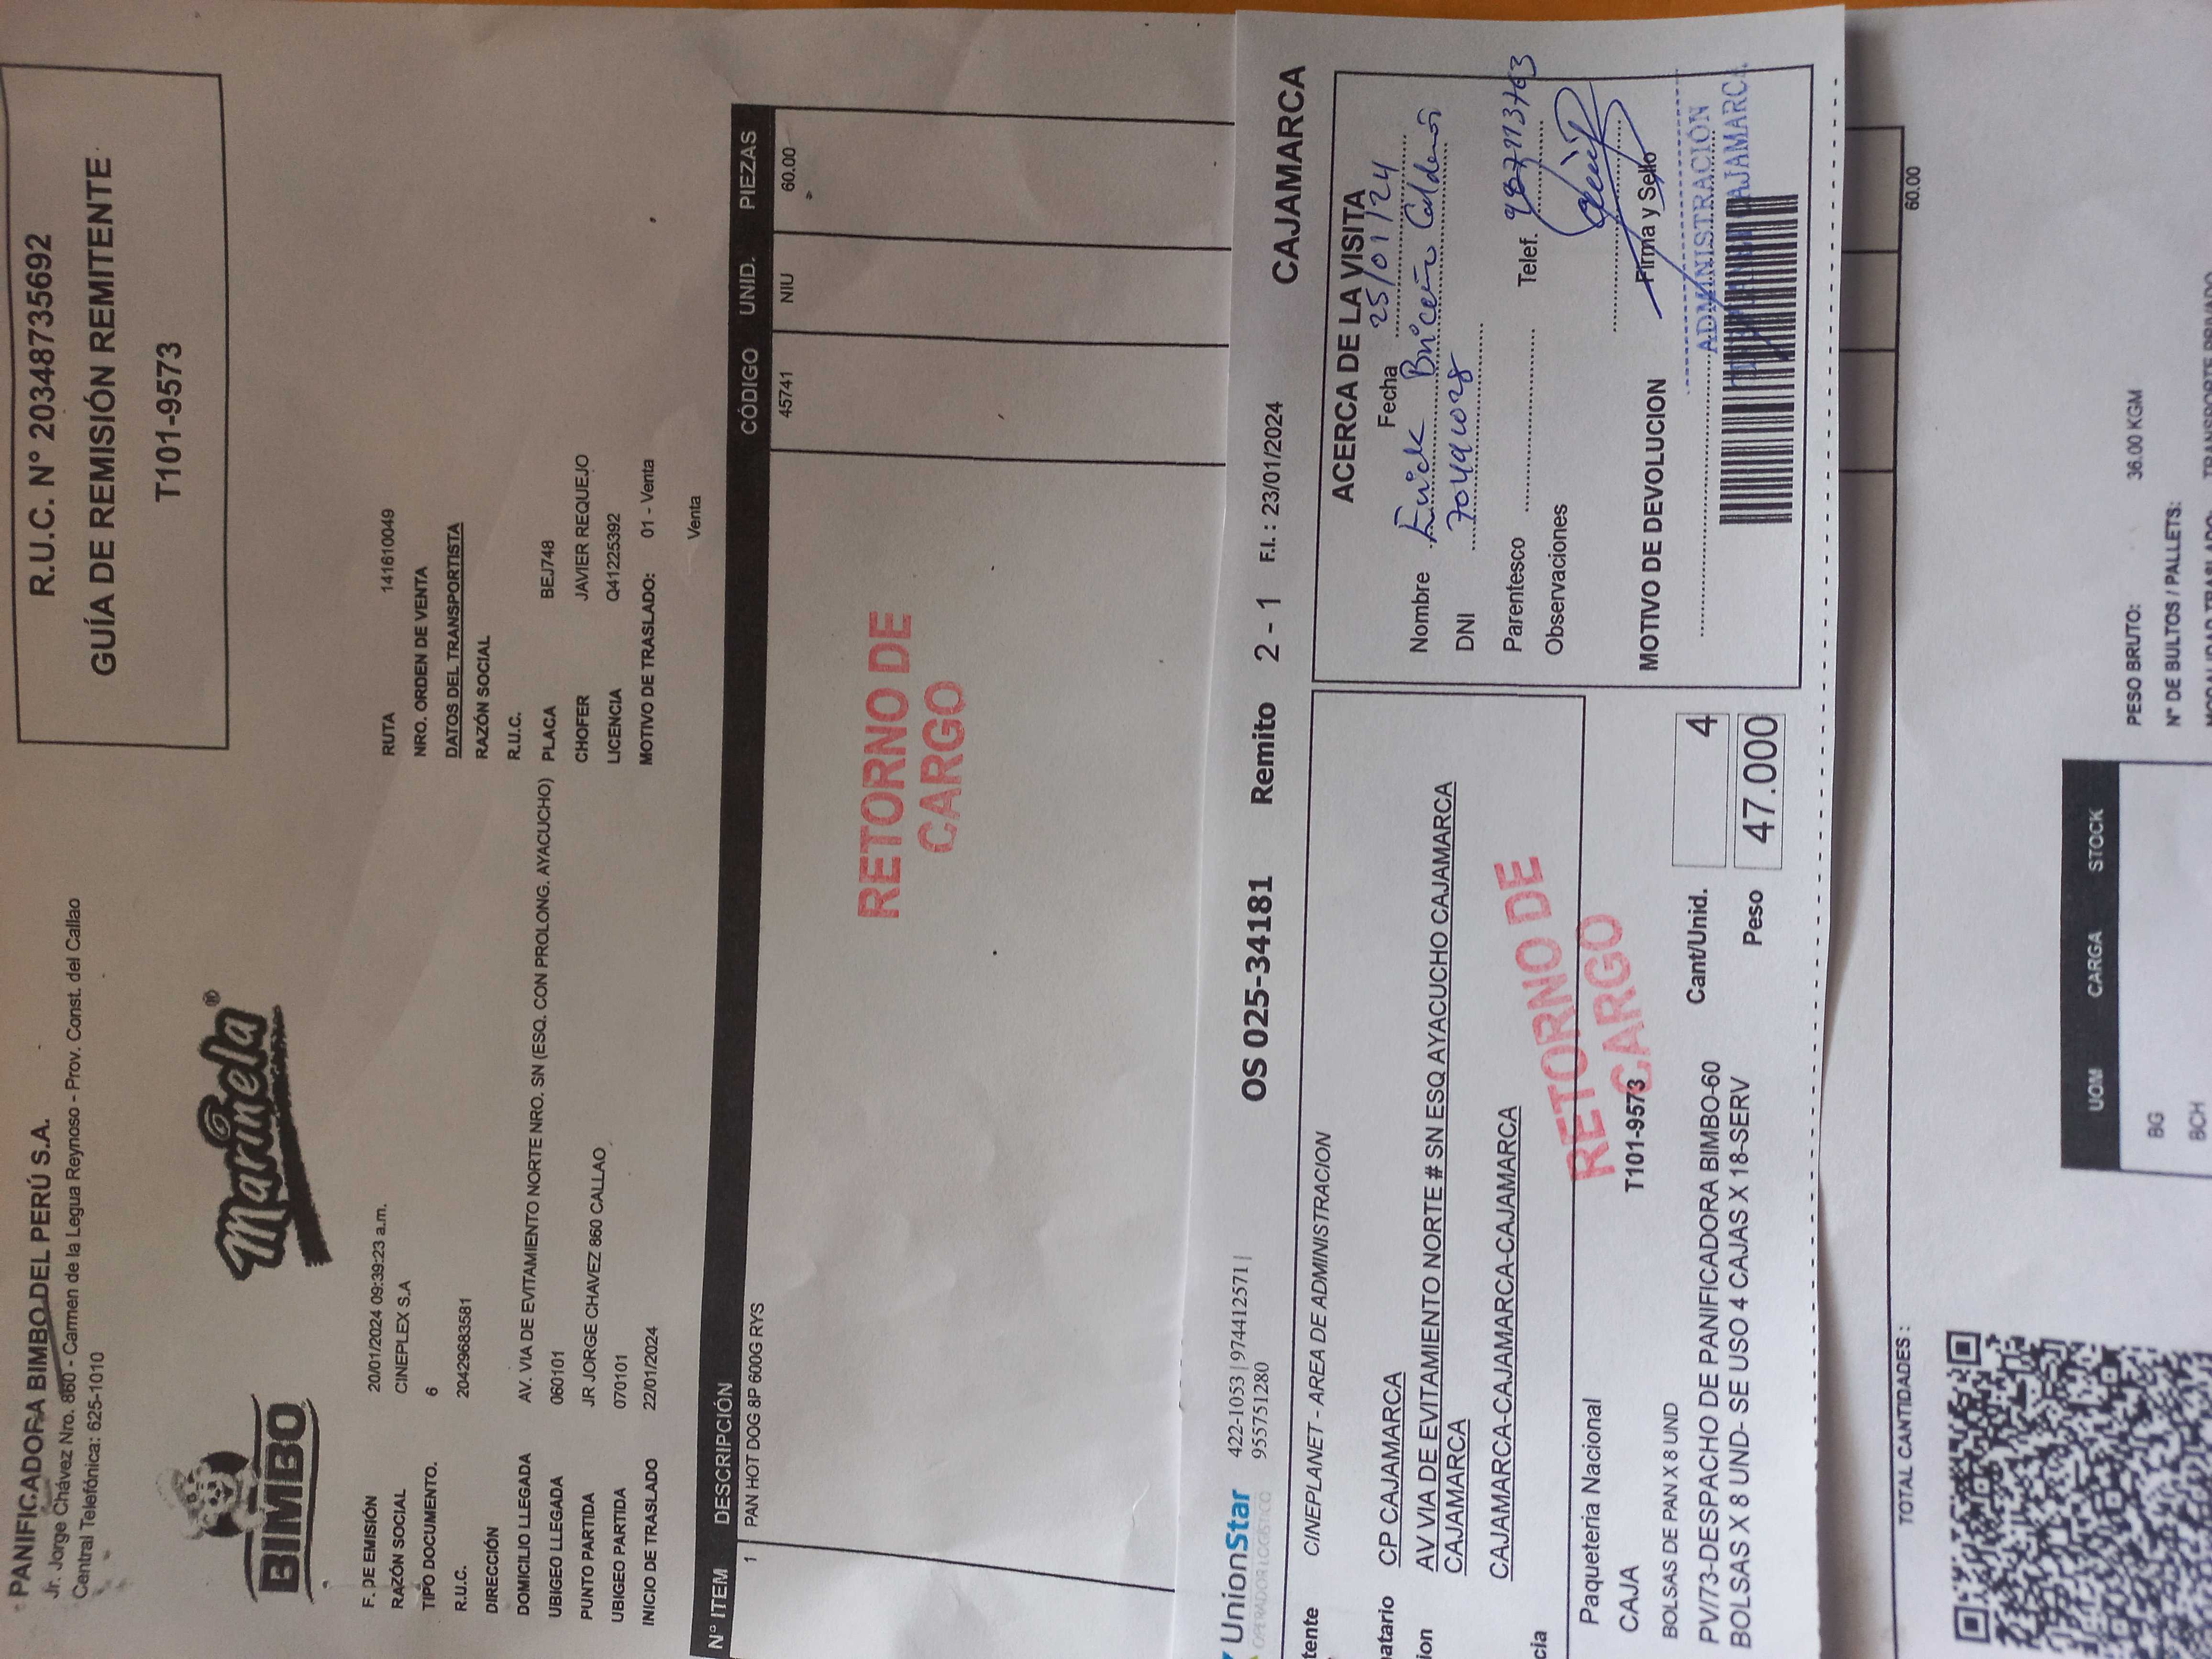 PANIFICADORA BIMBO DEL PERÚ S.A.
Jr. Jorge Chávez Nro. 860 - Carmen de la Legua Reynoso - Prov. Const. del Callao
Central Telefónica: 625-1010
R.U.C. N° 20348735692
GUÍA DE REMISIÓN REMITENTE
T101-9573
BIMBO
Marinela®
F. DE EMISIÓN 20/01/2024 09:39:23 a.m.
RAZÓN SOCIAL CINEPLEX S.A
TIPO DOCUMENTO. 6
R.U.C. 20429683581
DIRECCIÓN
DOMICILIO LLEGADA AV. VIA DE EVITAMIENTO NORTE NRO. SN (ESQ. CON PROLONG. AYACUCHO)
UBIGEO LLEGADA 060101
PUNTO PARTIDA JR JORGE CHAVEZ 860 CALLAO
UBIGEO PARTIDA 070101
INICIO DE TRASLADO 22/01/2024
RUTA 141610049
NRO. ORDEN DE VENTA
DATOS DEL TRANSPORTISTA
RAZÓN SOCIAL
R.U.C.
PLACA BEJ748
CHOFER JAVIER REQUEJO
LICENCIA Q41225392
MOTIVO DE TRASLADO: 01 - Venta
Venta
N° ITEM DESCRIPCIÓN CÓDIGO UNID. PIEZAS
1 PAN HOT DOG 8P 600G RYS 45741 NIU 60.00
RETORNO DE
CARGO
UnionStar
OPERADOR LOGISTICO
422-1053 | 974412571 |
955751280
OS 025-34181 Remito 2 - 1 F.I. : 23/01/2024 CAJAMARCA
tente CINEPLANET - AREA DE ADMINISTRACION
atario CP CAJAMARCA
ion AV VIA DE EVITAMIENTO NORTE # SN ESQ AYACUCHO CAJAMARCA
CAJAMARCA
cia CAJAMARCA-CAJAMARCA-CAJAMARCA
Paqueteria Nacional
CAJA T101-9573
RETORNO DE
CARGO
BOLSAS DE PAN X 8 UND
PV/73-DESPACHO DE PANIFICADORA BIMBO-60
BOLSAS X 8 UND- SE USO 4 CAJAS X 18-SERV
Cant/Unid. 4
Peso 47.000
ACERCA DE LA VISITA
Fecha 25/01/24
Nombre Briceño Calderón
DNI
Parentesco Telef.
Observaciones
Firma y Sello
MOTIVO DE DEVOLUCION
ADMINISTRACIÓN
CAJAMARCA
TOTAL CANTIDADES : 60.00
UOM CARGA STOCK
BG
BCH
PESO BRUTO: 36.00 KGM
N° DE BULTOS / PALLETS:
MODALIDAD TRASLADO: TRANSPORTE PRIVADO